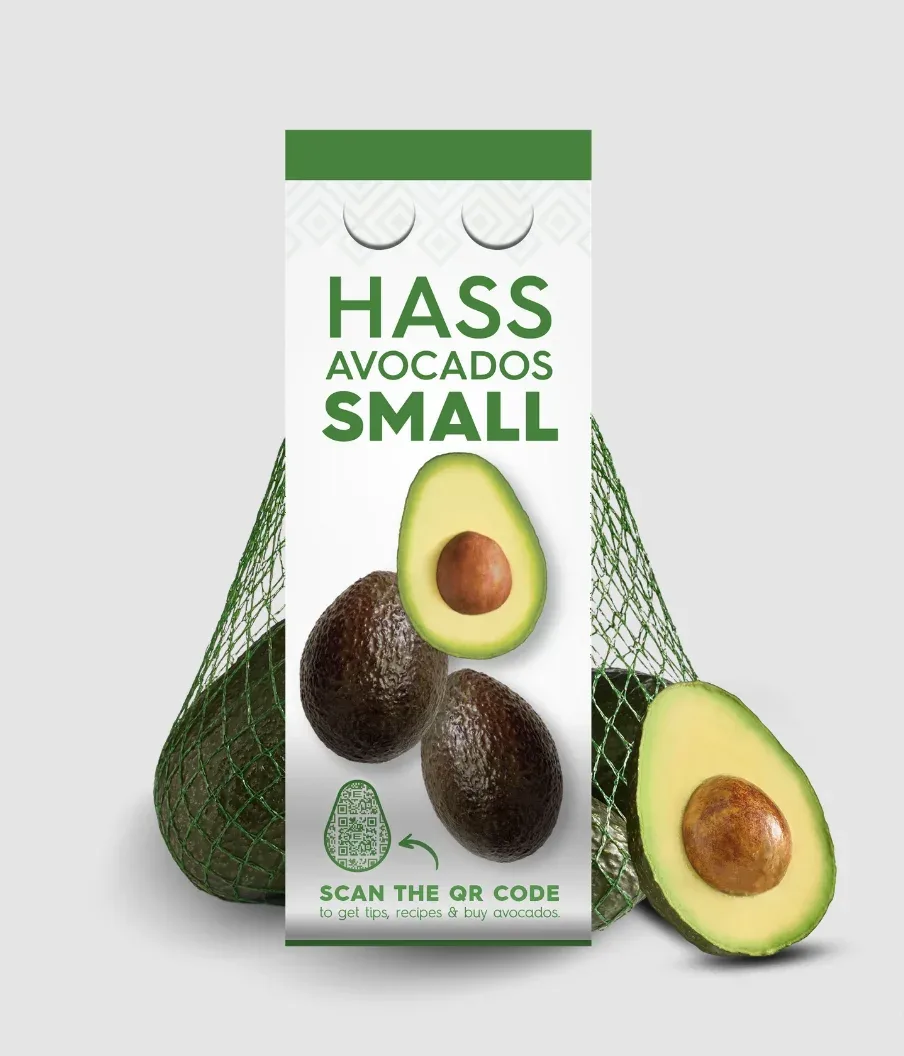 HASS
AVOCADOS
SMALL
SCAN THE QR CODE
to get tips, recipes & buy avocados.